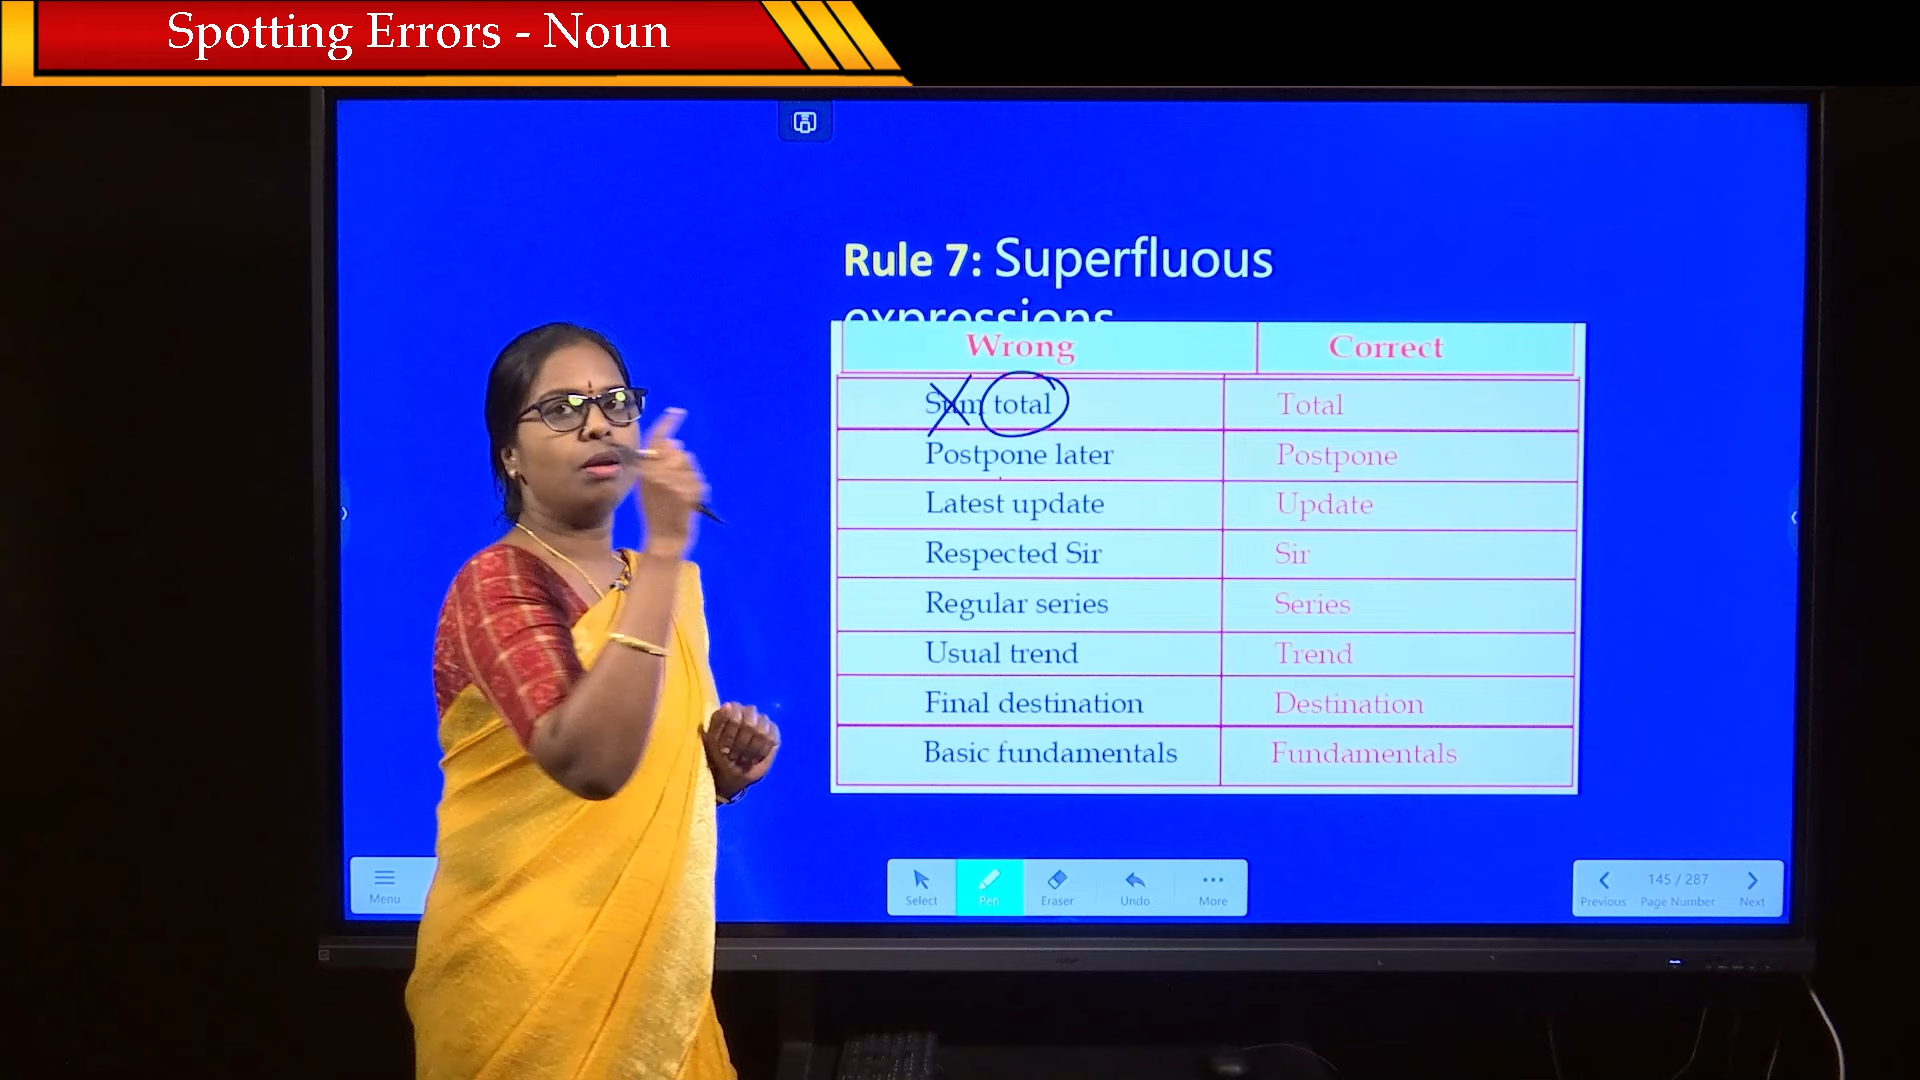 Spotting Errors - Noun
Rule 7: Superfluous
expressions
Wrong Correct
Sum total Total
Postpone later Postpone
Latest update Update
Respected Sir Sir
Regular series Series
Usual trend Trend
Final destination Destination
Basic fundamentals Fundamentals
Menu
Select Pen Eraser Undo More
145 / 287
Previous Page Number Next